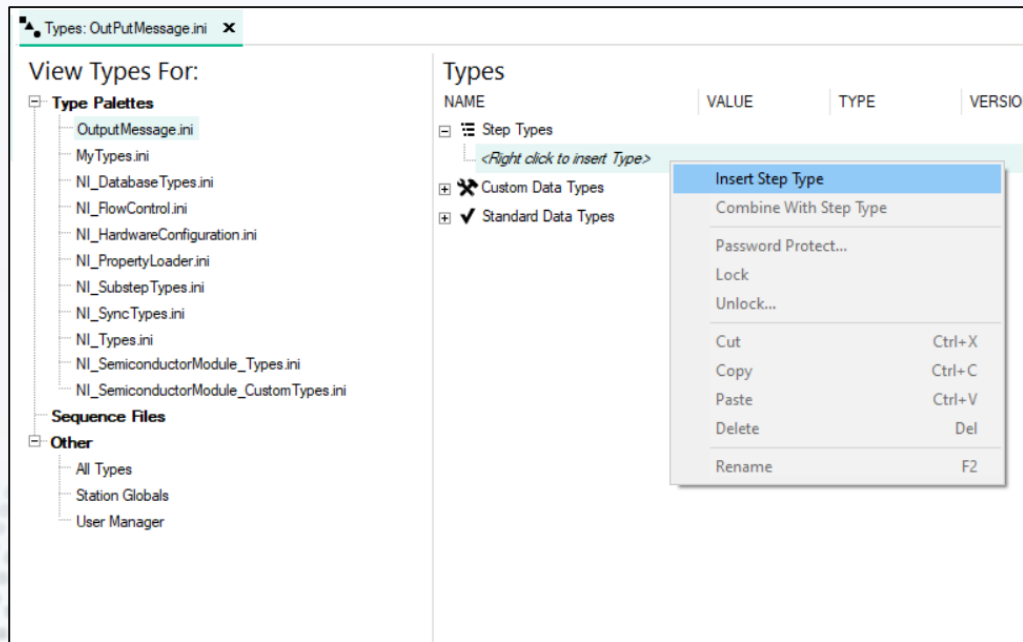 Types: OutPutMessage.ini
View Types For:
Type Palettes
OutputMessage.ini
MyTypes.ini
NI_DatabaseTypes.ini
NI_FlowControl.ini
NI_HardwareConfiguration.ini
NI_PropertyLoader.ini
NI_SubstepTypes.ini
NI_SyncTypes.ini
NI_Types.ini
NI_SemiconductorModule_Types.ini
NI_SemiconductorModule_CustomTypes.ini
Sequence Files
Other
All Types
Station Globals
User Manager
Types
NAME VALUE TYPE VERSIO
Step Types
<Right click to insert Type>
Custom Data Types
Standard Data Types
Insert Step Type
Combine With Step Type
Password Protect...
Lock
Unlock...
Cut Ctrl+X
Copy Ctrl+C
Paste Ctrl+V
Delete Del
Rename F2